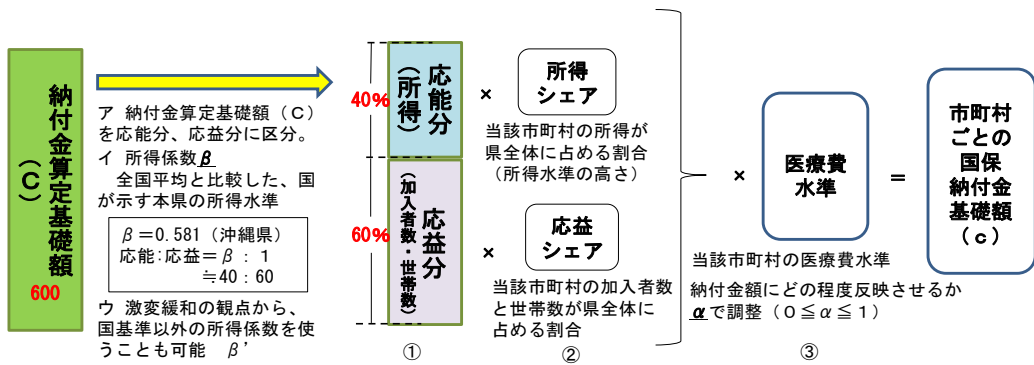 納付金算定基礎額
(C)
600
ア 納付金算定基礎額(C)
を応能分、応益分に区分。
イ 所得係数β
全国平均と比較した、国
が示す本県の所得水準
β=0.581(沖縄県)
応能:応益=β:1
≒40:60
ウ 激変緩和の観点から、
国基準以外の所得係数を使
うことも可能 β'
40%
応能分
(所得)
60%
応益分
(加入者数・世帯数)
①
×
所得
シェア
当該市町村の所得が
県全体に占める割合
(所得水準の高さ)
×
応益
シェア
当該市町村の加入者数
と世帯数が県全体に
占める割合
②
×
医療費
水準
当該市町村の医療費水準
納付金額にどの程度反映させるか
αで調整(0≦α≦1)
③
=
市町村
ごとの
国保
納付金
基礎額
(c)